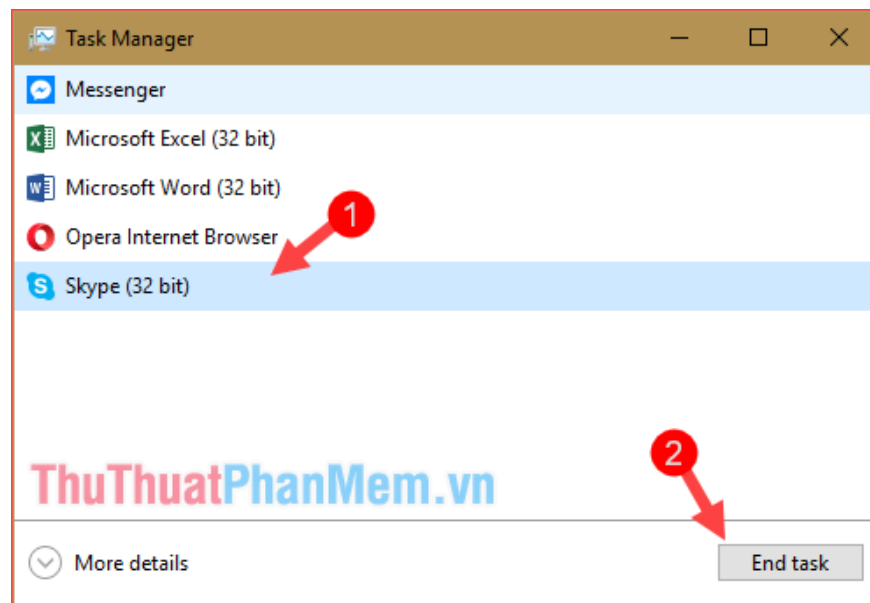 Task Manager
Messenger
Microsoft Excel (32 bit)
Microsoft Word (32 bit)
1
Opera Internet Browser
Skype (32 bit)
2
ThuThuatPhanMem.vn
More details
End task